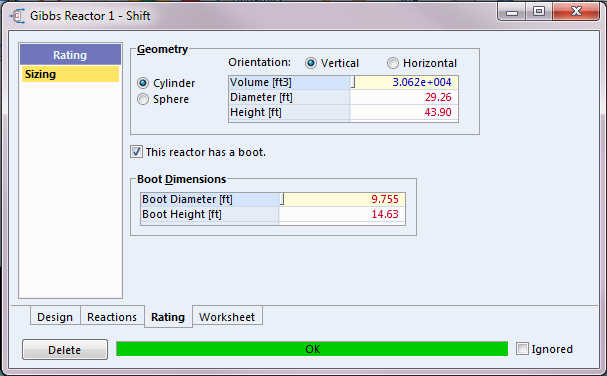 Gibbs Reactor 1 - Shift
Rating
Sizing
Geometry
Orientation: Vertical Horizontal
Cylinder
Sphere
Volume [ft3] 3.062e+004
Diameter [ft] 29.26
Height [ft] 43.90
This reactor has a boot.
Boot Dimensions
Boot Diameter [ft] 9.755
Boot Height [ft] 14.63
Design Reactions Rating Worksheet
Delete OK Ignored